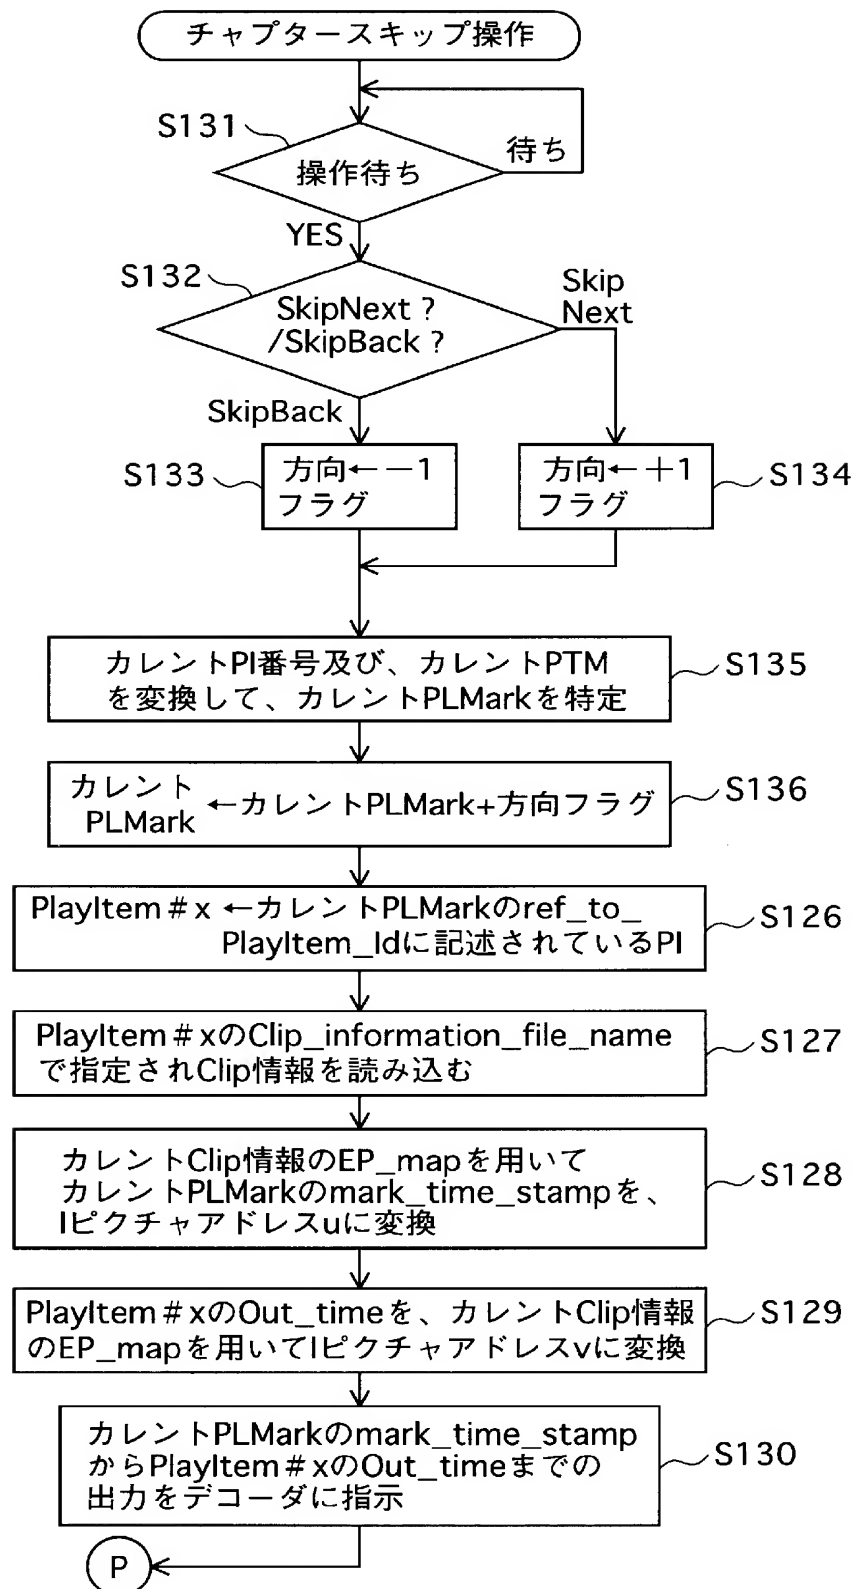 チャプタースキップ操作
S131
操作待ち
待ち
YES
S132
SkipNext ?
/SkipBack ?
Skip
Next
SkipBack
S133
方向←−1
フラグ
方向←+1
フラグ
S134
カレントPI番号及び、カレントPTM
を変換して、カレントPLMarkを特定
S135
カレント
PLMark ←カレントPLMark+方向フラグ
S136
PlayItem#x ←カレントPLMarkのref_to_
PlayItem_Idに記述されているPI
S126
PlayItem#xのClip_information_file_name
で指定されClip情報を読み込む
S127
カレントClip情報のEP_mapを用いて
カレントPLMarkのmark_time_stampを、
Iピクチャアドレスuに変換
S128
PlayItem#xのOut_timeを、カレントClip情報
のEP_mapを用いてIピクチャアドレスvに変換
S129
カレントPLMarkのmark_time_stamp
からPlayItem#xのOut_timeまでの
出力をデコーダに指示
S130
P